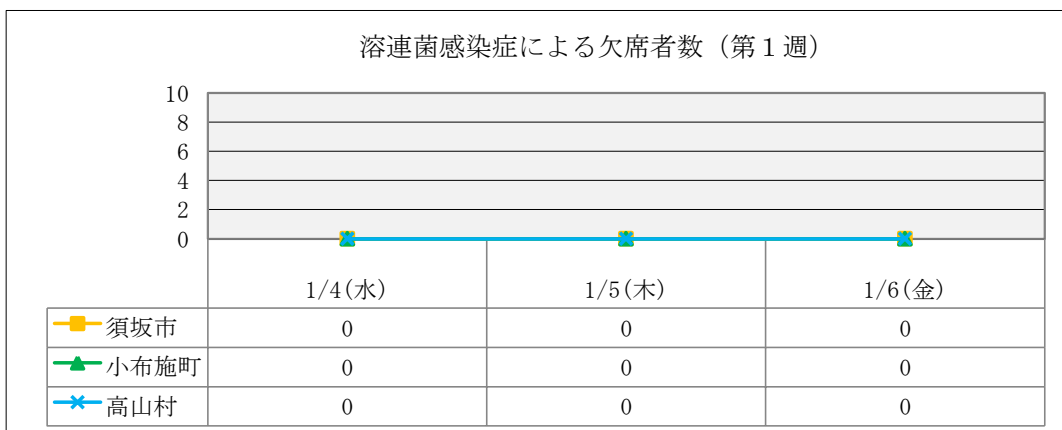 溶連菌感染症による欠席者数（第１週）
10
8
6
4
2
0
1/4(水) 1/5(木) 1/6(金)
須坂市 0 0 0
小布施町 0 0 0
高山村 0 0 0